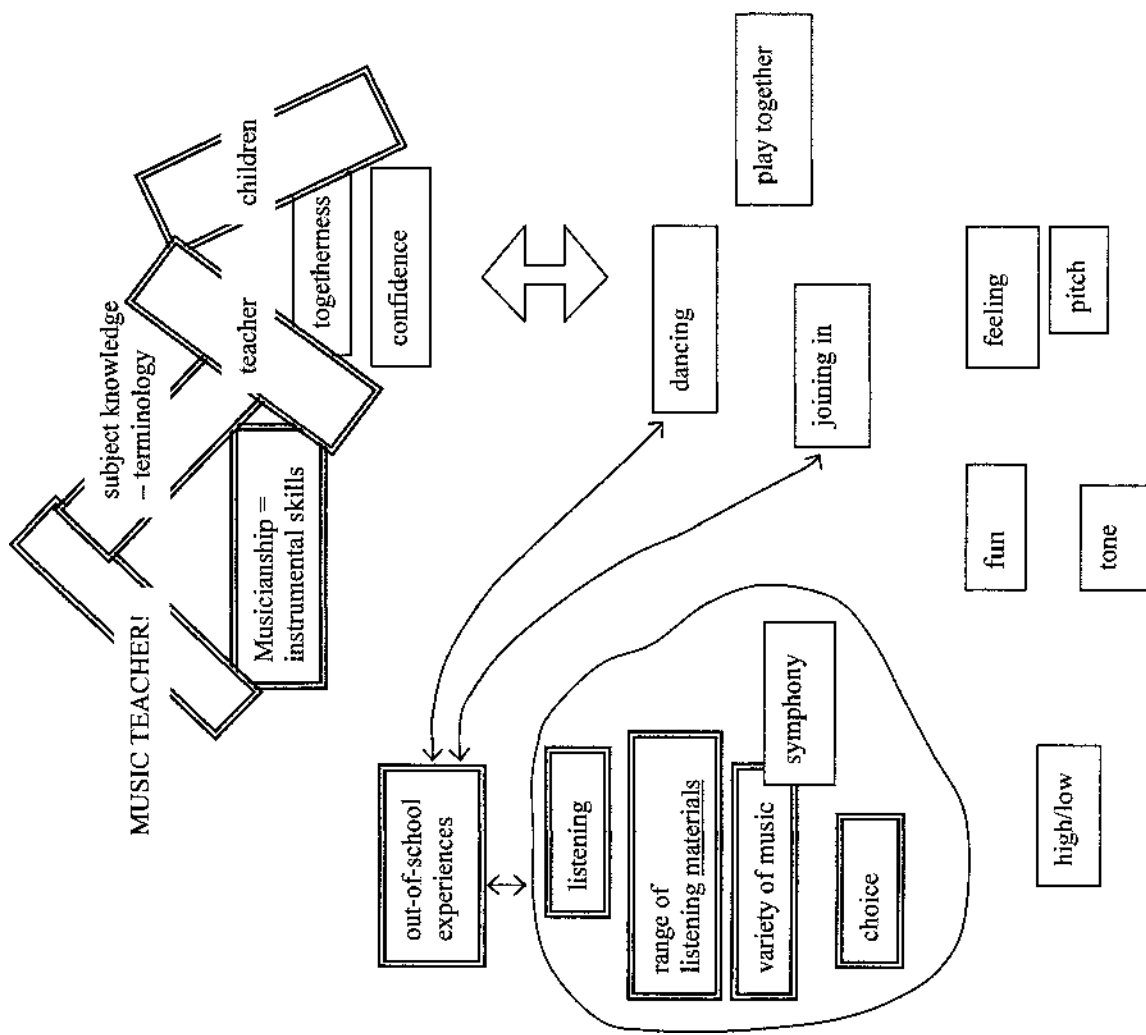 MUSIC TEACHER!
subject knowledge
– terminology
teacher
children
Musicianship =
instrumental skills
togetherness
confidence
out-of-school
experiences
dancing
play together
joining in
listening
range of
listening materials
variety of music
symphony
choice
fun
feeling
pitch
tone
high/low